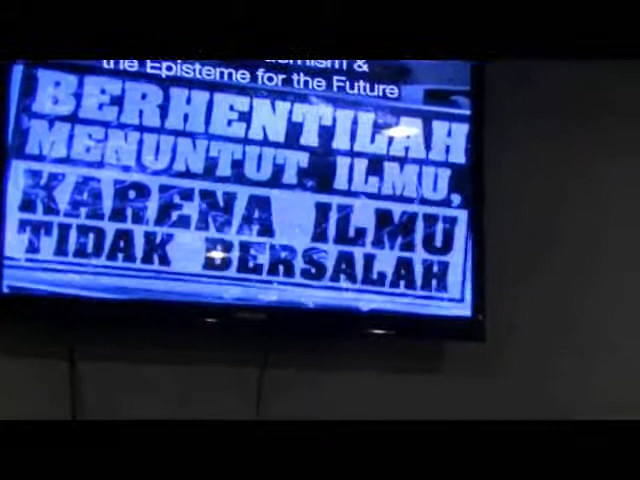 &
the Episteme for the Future
BERHENTILAH
MENUNTUT ILMU,
KARENA ILMU
TIDAK BERSALAH